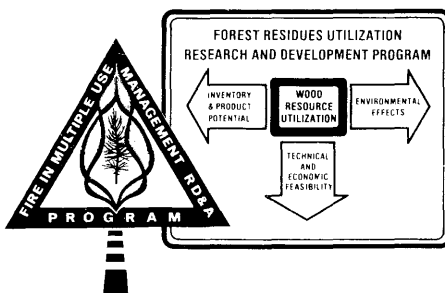 FIRE IN MULTIPLE USE
MANAGEMENT RD&A
PROGRAM
FOREST RESIDUES UTILIZATION
RESEARCH AND DEVELOPMENT PROGRAM
INVENTORY
& PRODUCT
POTENTIAL
WOOD
RESOURCE
UTILIZATION
ENVIRONMENTAL
EFFECTS
TECHNICAL
AND
ECONOMIC
FEASIBILITY